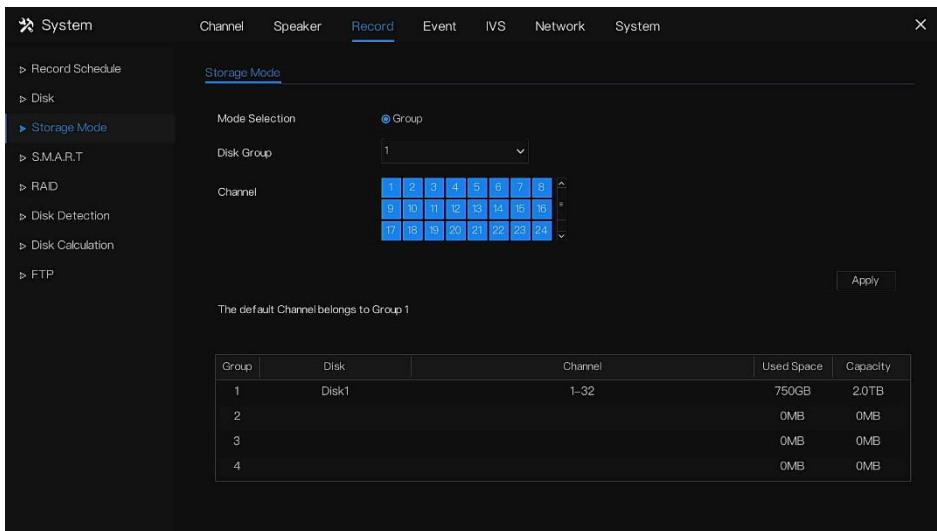 System
Channel Speaker Record Event IVS Network System
Record Schedule
Disk
Storage Mode
S.M.A.R.T
RAID
Disk Detection
Disk Calculation
FTP
Storage Mode
Mode Selection Group
Disk Group 1
Channel
1 2 3 4 5 6 7 8
9 10 11 12 13 14 15 16
17 18 19 20 21 22 23 24
Apply
The default Channel belongs to Group 1
Group Disk Channel Used Space Capacity
1 Disk1 1-32 750GB 2.0TB
2 0MB 0MB
3 0MB 0MB
4 0MB 0MB